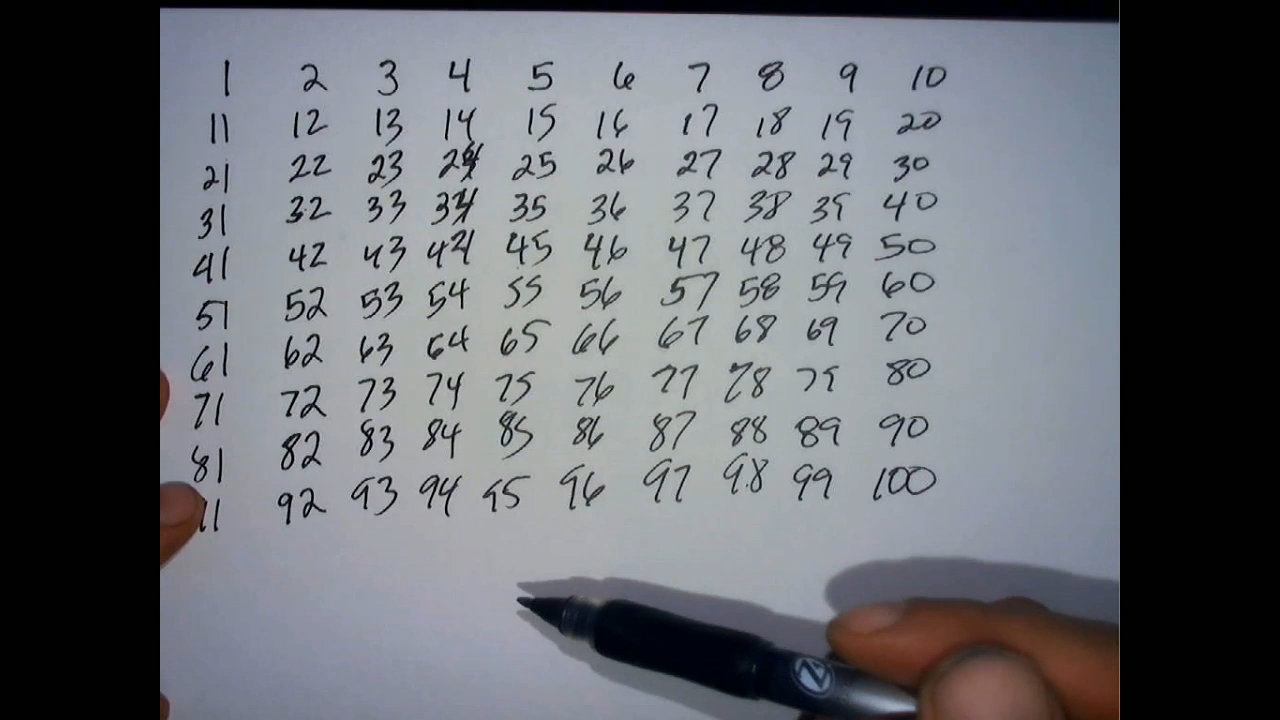 1 2 3 4 5 6 7 8 9 10
11 12 13 14 15 16 17 18 19 20
21 22 23 24 25 26 27 28 29 30
31 32 33 34 35 36 37 38 39 40
41 42 43 44 45 46 47 48 49 50
51 52 53 54 55 56 57 58 59 60
61 62 63 64 65 66 67 68 69 70
71 72 73 74 75 76 77 78 79 80
81 82 83 84 85 86 87 88 89 90
92 93 94 95 96 97 98 99 100
Z